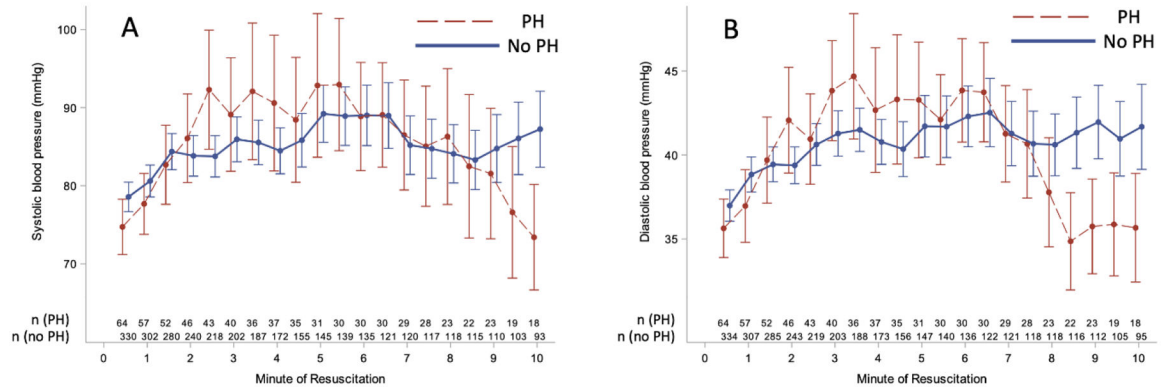 A
PH
No PH
Systolic blood pressure (mmHg)
100
90
80
70
n (PH)
64 57 52 46 43 40 36 37 35 31 30 30 30 29 28 23 22 23 19 18
n (no PH)
330 302 280 240 218 202 187 172 155 145 139 135 121 120 117 118 115 110 103 93
0 1 2 3 4 5 6 7 8 9 10
Minute of Resuscitation
B
PH
No PH
Diastolic blood pressure (mmHg)
45
40
35
n (PH)
64 57 52 46 43 40 36 37 35 31 30 30 30 29 28 23 22 23 19 18
n (no PH)
334 307 285 243 219 203 188 173 156 147 140 136 122 121 118 118 116 112 105 95
0 1 2 3 4 5 6 7 8 9 10
Minute of Resuscitation